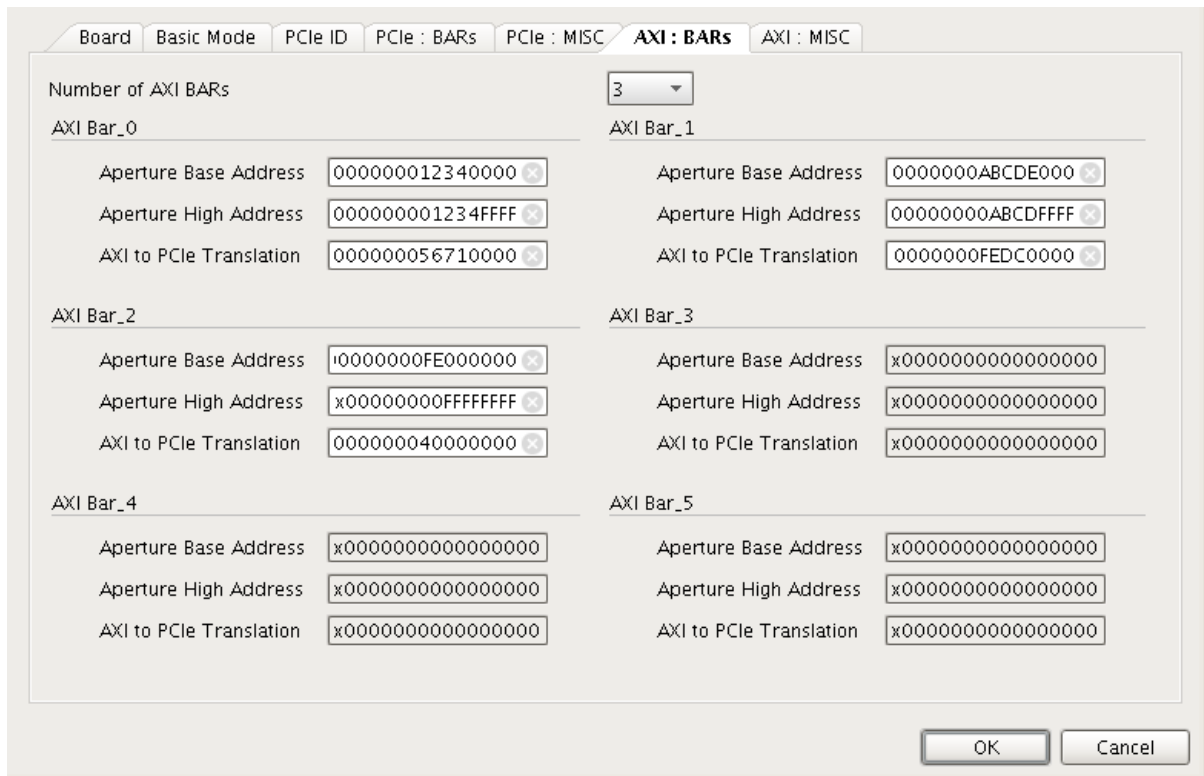 Board Basic Mode PCIe ID PCIe : BARs PCIe : MISC AXI : BARs AXI : MISC
Number of AXI BARs 3
AXI Bar_0 AXI Bar_1
Aperture Base Address 000000012340000 Aperture Base Address 0000000ABCDE000
Aperture High Address 000000001234FFFF Aperture High Address 00000000ABCDFFFF
AXI to PCIe Translation 000000056710000 AXI to PCIe Translation 0000000FEDC0000
AXI Bar_2 AXI Bar_3
Aperture Base Address 0000000FE000000 Aperture Base Address x0000000000000000
Aperture High Address x00000000FFFFFFFF Aperture High Address x0000000000000000
AXI to PCIe Translation 000000040000000 AXI to PCIe Translation x0000000000000000
AXI Bar_4 AXI Bar_5
Aperture Base Address x0000000000000000 Aperture Base Address x0000000000000000
Aperture High Address x0000000000000000 Aperture High Address x0000000000000000
AXI to PCIe Translation x0000000000000000 AXI to PCIe Translation x0000000000000000
OK Cancel